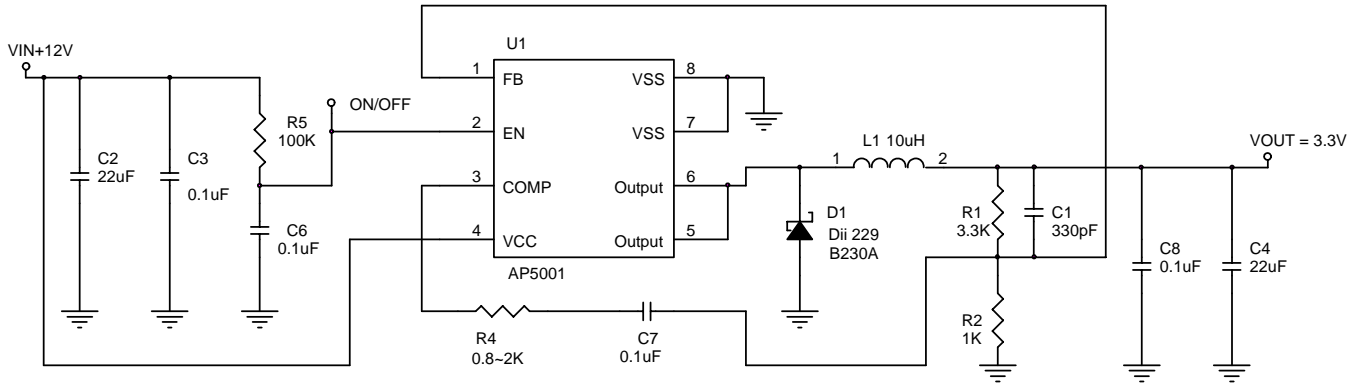 VIN+12V
U1
1
FB
VSS
8
ON/OFF
R5
100K
2
EN
VSS
7
L1 10uH
VOUT = 3.3V
C2
22uF
C3
0.1uF
1
2
3
COMP
Output
6
C6
0.1uF
D1
Dii 229
B230A
R1
3.3K
C1
330pF
4
VCC
Output
5
C8
0.1uF
C4
22uF
AP5001
R4
0.8~2K
C7
0.1uF
R2
1K